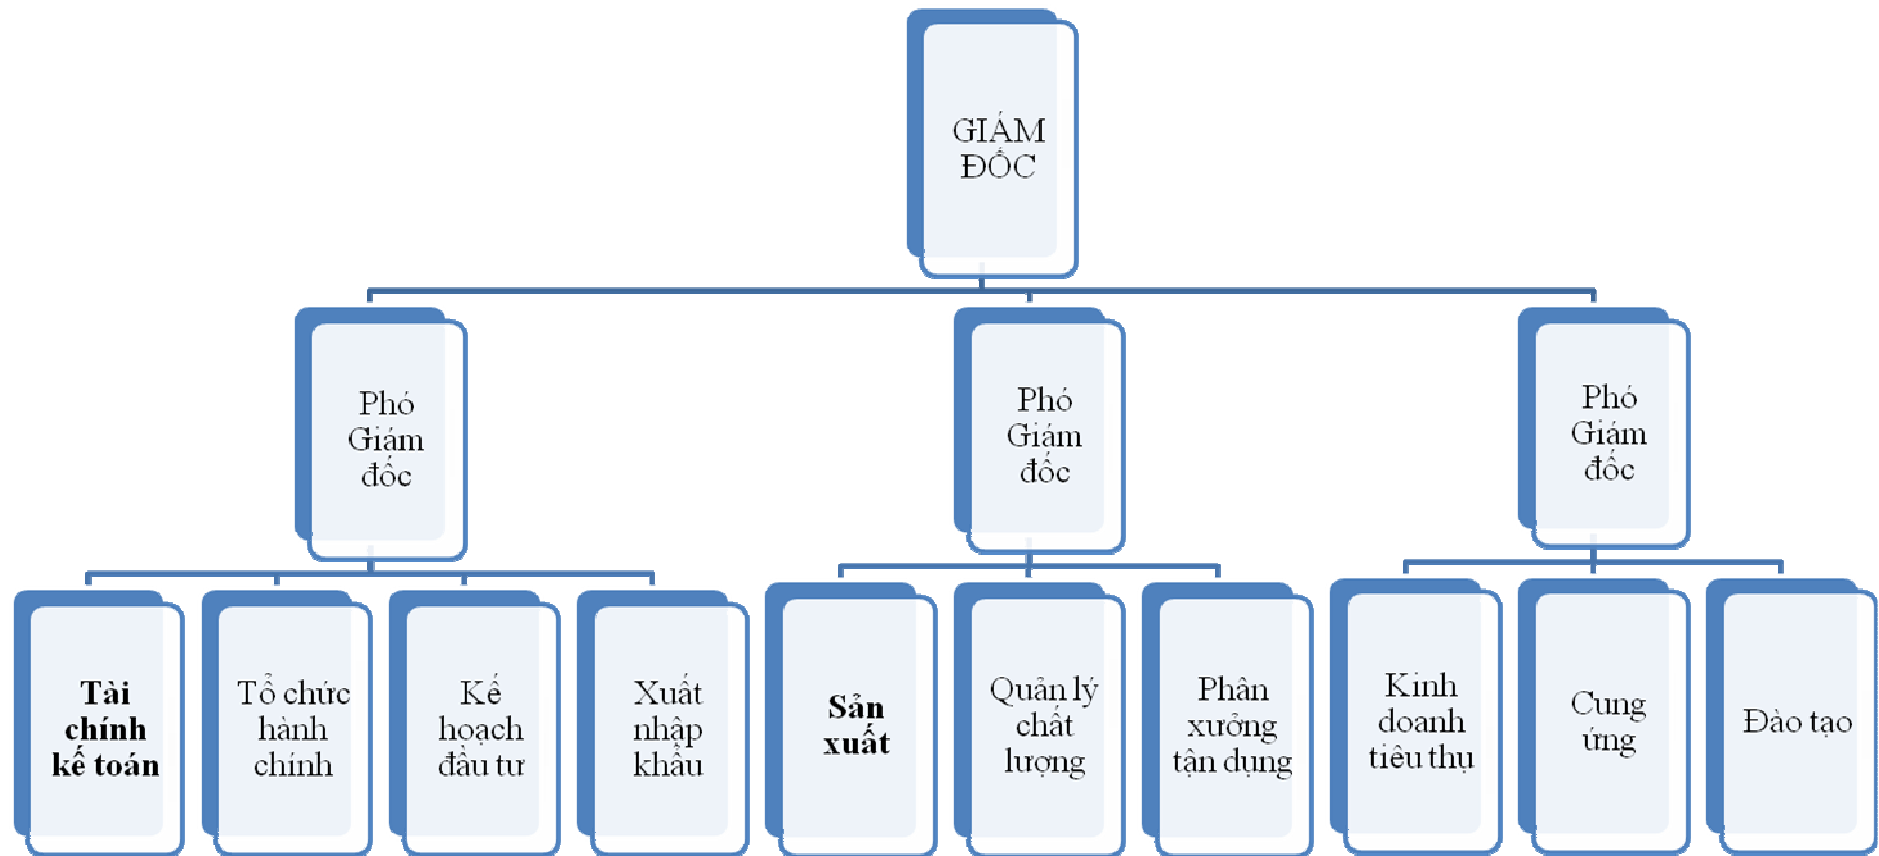 GIÁM
ĐỐC
Phó
Giám
đốc
Phó
Giám
đốc
Phó
Giám
đốc
Tài
chính
kế toán
Tổ chức
hành
chính
Kế
hoạch
đầu tư
Xuất
nhập
khẩu
Sản
xuất
Quản lý
chất
lượng
Phân
xưởng
tận dụng
Kinh
doanh
tiêu thụ
Cung
ứng
Đào tạo